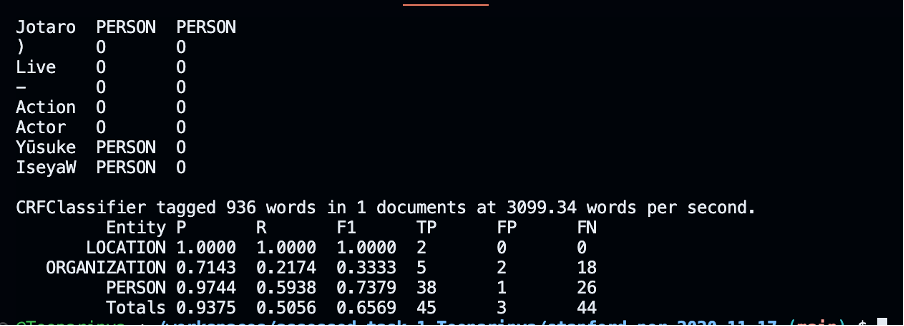 Jotaro PERSON PERSON
) O O
Live O O
– O O
Action O O
Actor O O
Yūsuke PERSON O
IseyaW PERSON O
CRFClassifier tagged 936 words in 1 documents at 3099.34 words per second.
Entity P R F1 TP FP FN
LOCATION 1.0000 1.0000 1.0000 2 0 0
ORGANIZATION 0.7143 0.2174 0.3333 5 2 18
PERSON 0.9744 0.5938 0.7379 38 1 26
Totals 0.9375 0.5056 0.6569 45 3 44